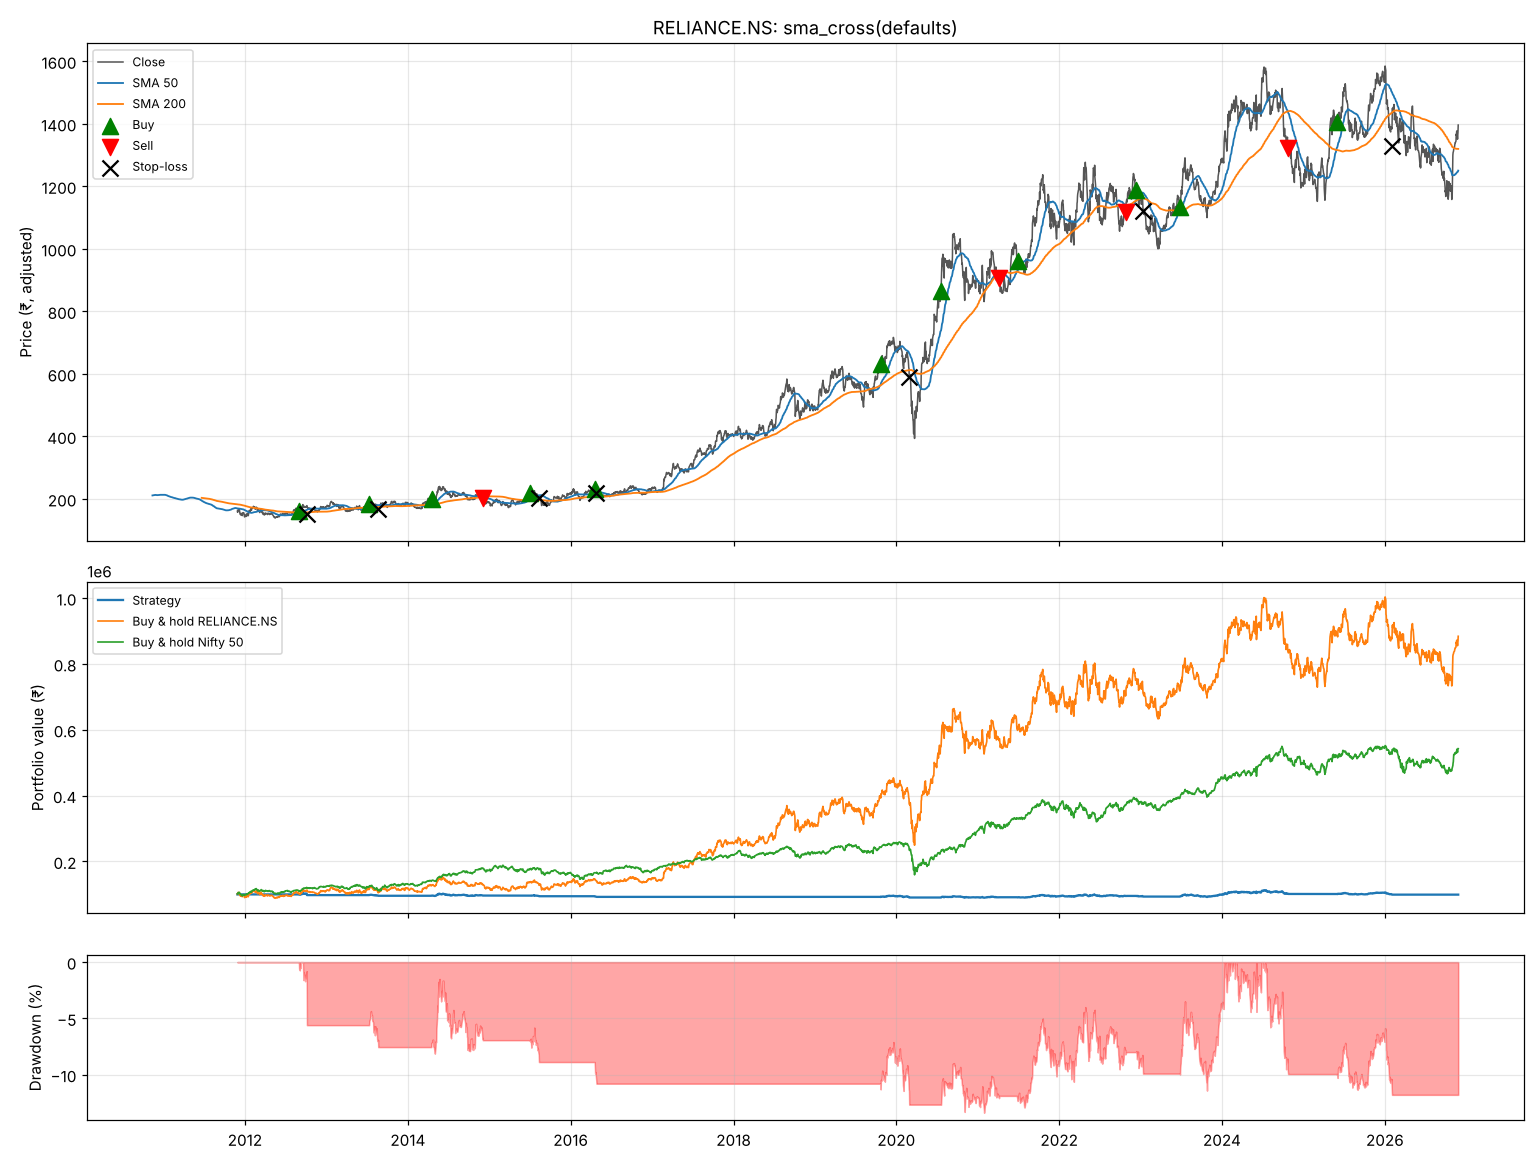 RELIANCE.NS: sma_cross(defaults)
Close
SMA 50
SMA 200
Buy
Sell
Stop-loss
Price (₹, adjusted)
1600
1400
1200
1000
800
600
400
200
1e6
Strategy
Buy & hold RELIANCE.NS
Buy & hold Nifty 50
Portfolio value (₹)
1.0
0.8
0.6
0.4
0.2
Drawdown (%)
0
−5
−10
2012 2014 2016 2018 2020 2022 2024 2026